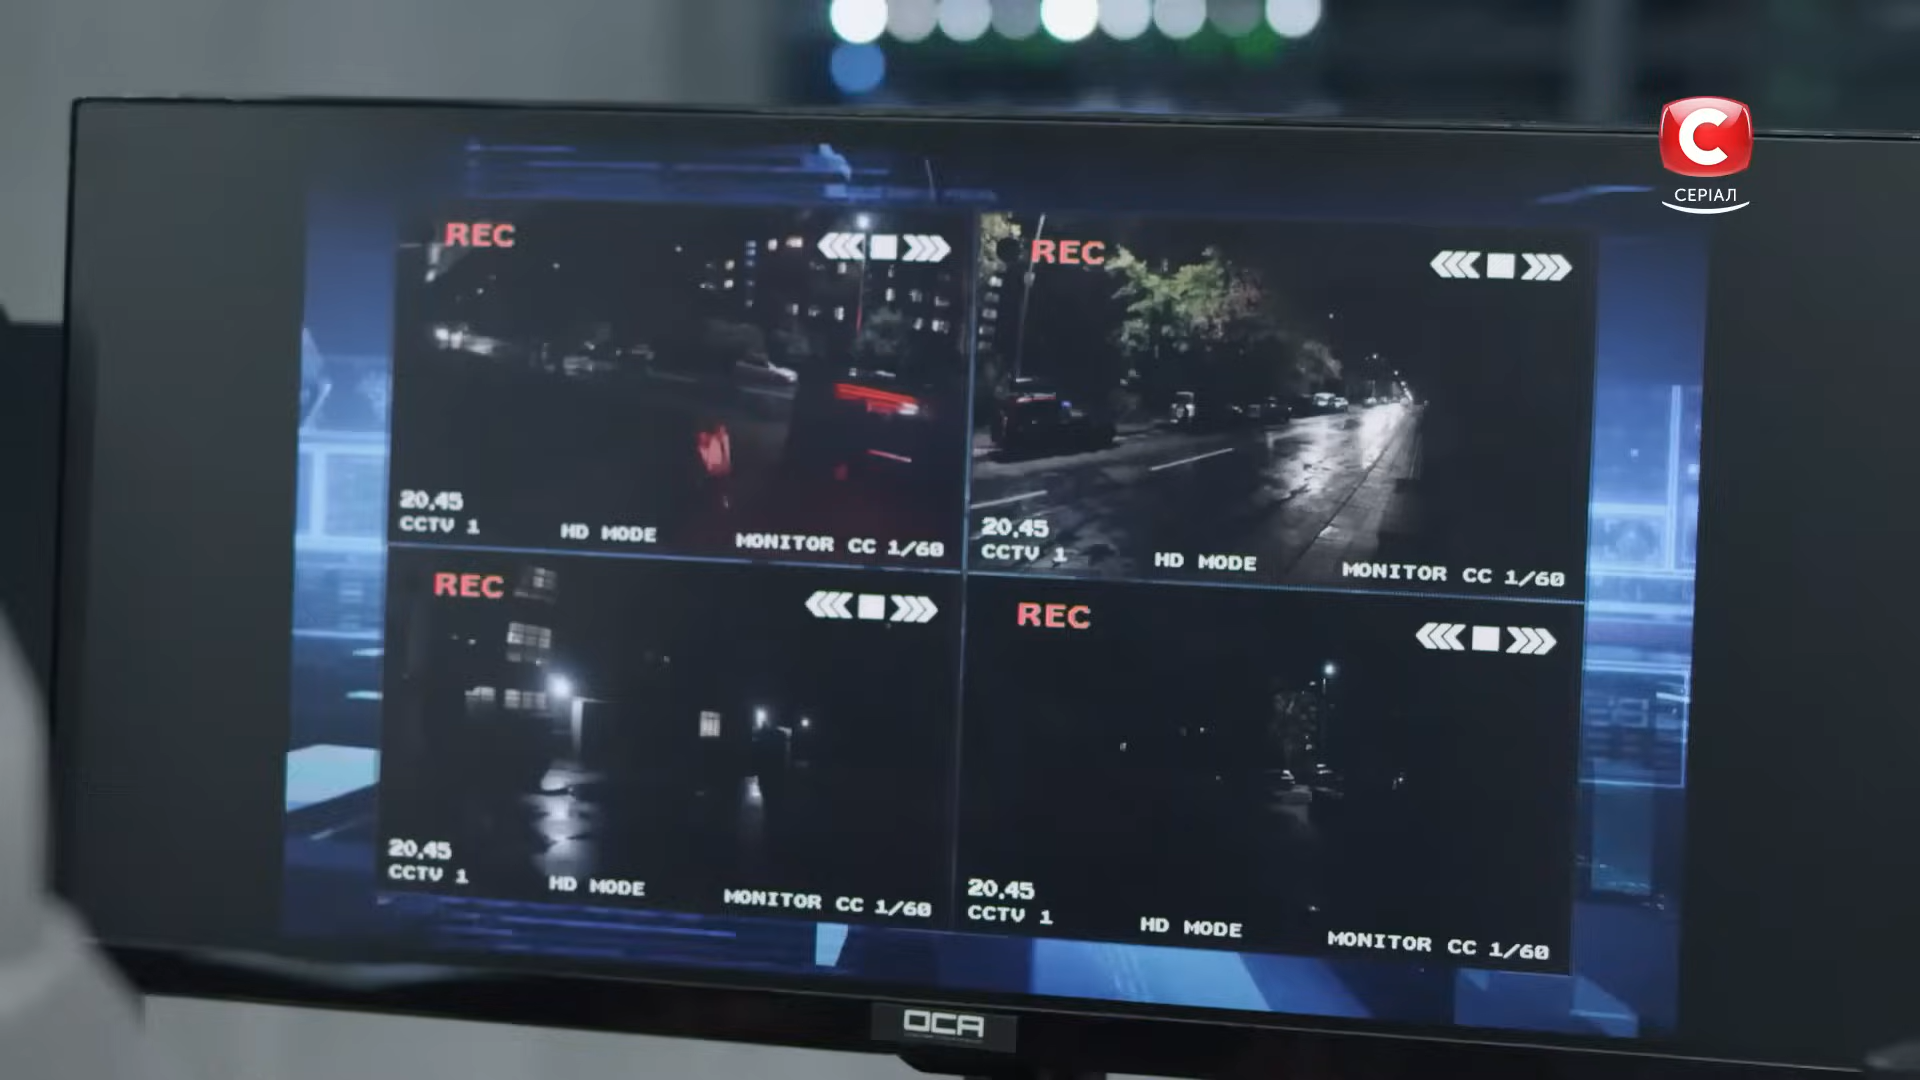 C
СЕРІАЛ
REC
20.45
CCTV 1
HD MODE
MONITOR CC 1/60
REC
20.45
CCTV 1
HD MODE
MONITOR CC 1/60
REC
20.45
CCTV 1
HD MODE
MONITOR CC 1/60
REC
20.45
CCTV 1
HD MODE
MONITOR CC 1/60
OCA